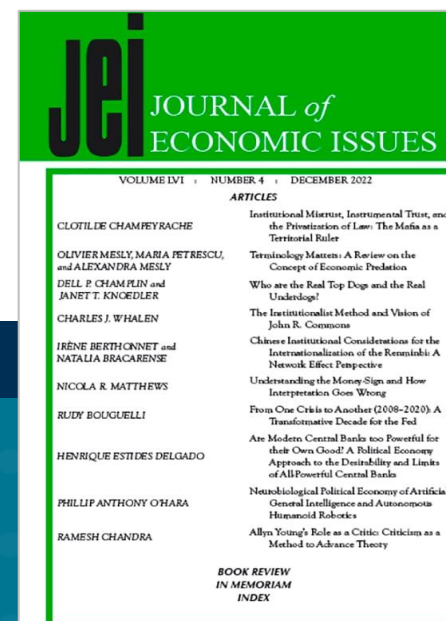 jei
JOURNAL of
ECONOMIC ISSUES
VOLUME LVI : NUMBER 4 : DECEMBER 2022
ARTICLES
CLOTILDE CHAMPEYRACHE
Institutional Mistrust, Instrumental Trust, and
the Privatization of Law: The Mafia as a
Territorial Ruler
OLIVIER MESLY, MARIA PETRESCU,
and ALEXANDRA MESLY
Terminology Matters: A Review on the
Concept of Economic Predation
DELL P. CHAMPLIN and
JANET T. KNOEDLER
Who are the Real Top Dogs and the Real
Underdogs?
CHARLES J. WHALEN
The Institutionalist Method and Vision of
John R. Commons
IRÈNE BERTHONNET and
NATALIA BRACARENSE
Chinese Institutional Considerations for the
Internationalization of the Renminbi: A
Network Effect Perspective
NICOLA R. MATTHEWS
Understanding the Money-Sign and How
Interpretation Goes Wrong
RUDY BOUGUELLI
From One Crisis to Another (2008–2020): A
Transformative Decade for the Fed
HENRIQUE ESTIDES DELGADO
Are Modern Central Banks too Powerful for
their Own Good? A Political Economy
Approach to the Desirability and Limits
of All-Powerful Central Banks
PHILLIP ANTHONY O'HARA
Neurobiological Political Economy of Artificial
General Intelligence and Autonomous
Humanoid Robotics
RAMESH CHANDRA
Allyn Young's Role as a Critic: Criticism as a
Method to Advance Theory
BOOK REVIEW
IN MEMORIAM
INDEX